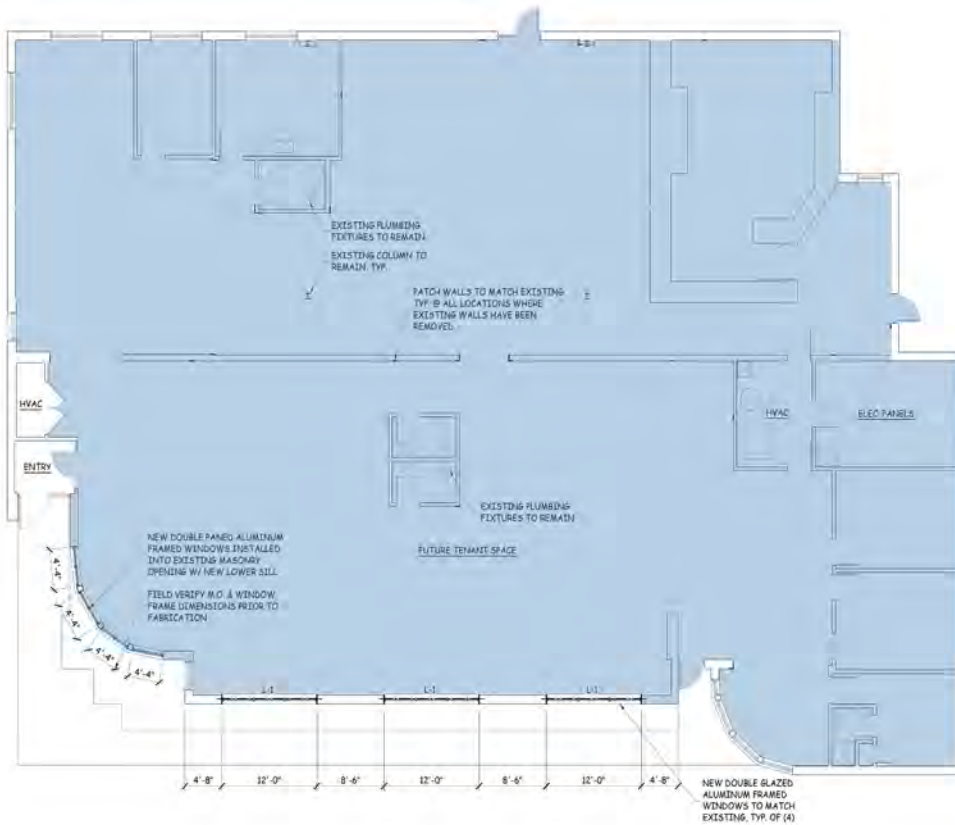 EXISTING PLUMBING
FIXTURES TO REMAIN
EXISTING COLUMN TO
REMAIN, TYP.
PATCH WALLS TO MATCH EXISTING
TYP. @ ALL LOCATIONS WHERE
EXISTING WALLS HAVE BEEN
REMOVED
HVAC
ENTRY
HVAC
ELEC PANELS
EXISTING PLUMBING
FIXTURES TO REMAIN
FUTURE TENANT SPACE
NEW DOUBLE PANED ALUMINUM
FRAMED WINDOWS INSTALLED
INTO EXISTING MASONRY
OPENING W/ NEW LOWER SILL
FIELD VERIFY M.O. & WINDOW
FRAME DIMENSIONS PRIOR TO
FABRICATION
4'-4"
4'-4"
4'-4"
4'-4"
L-1
L-1
L-1
4'-8"
12'-0"
8'-6"
12'-0"
8'-6"
12'-0"
4'-8"
NEW DOUBLE GLAZED
ALUMINUM FRAMED
WINDOWS TO MATCH
EXISTING, TYP. OF (4)